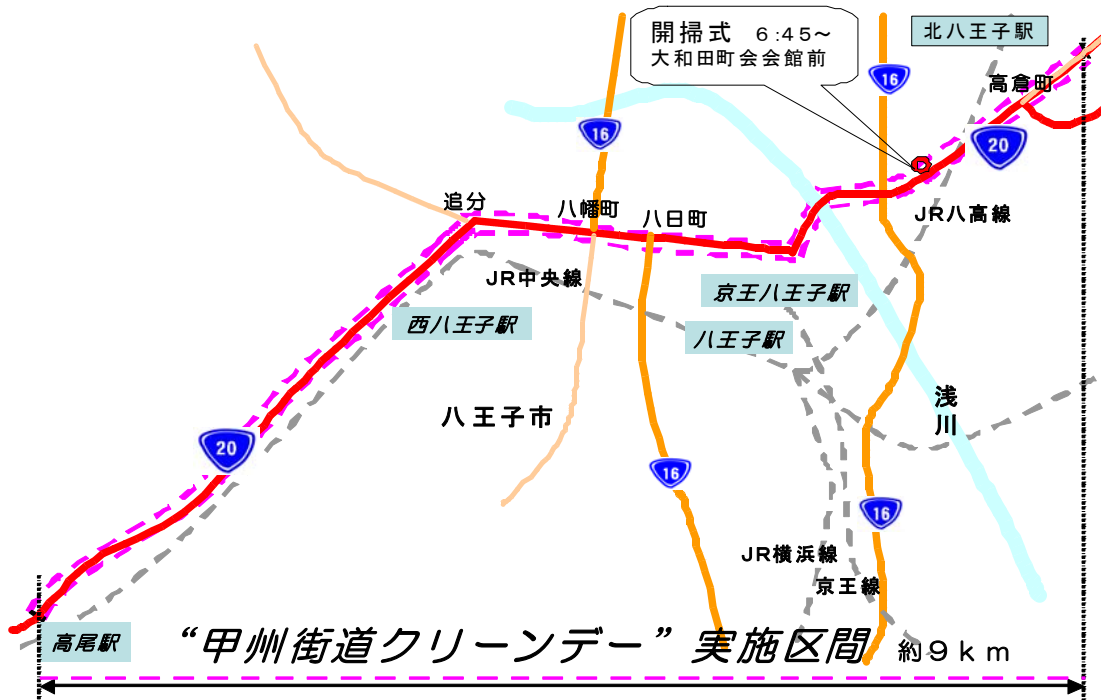 開掃式 6:45~
大和田町会会館前
北八王子駅
16
高倉町
16
20
追分
八幡町
八日町
JR八高線
JR中央線
京王八王子駅
西八王子駅
八王子駅
浅川
八王子市
20
16
16
JR横浜線
京王線
高尾駅
“甲州街道クリーンデー”実施区間 約9km